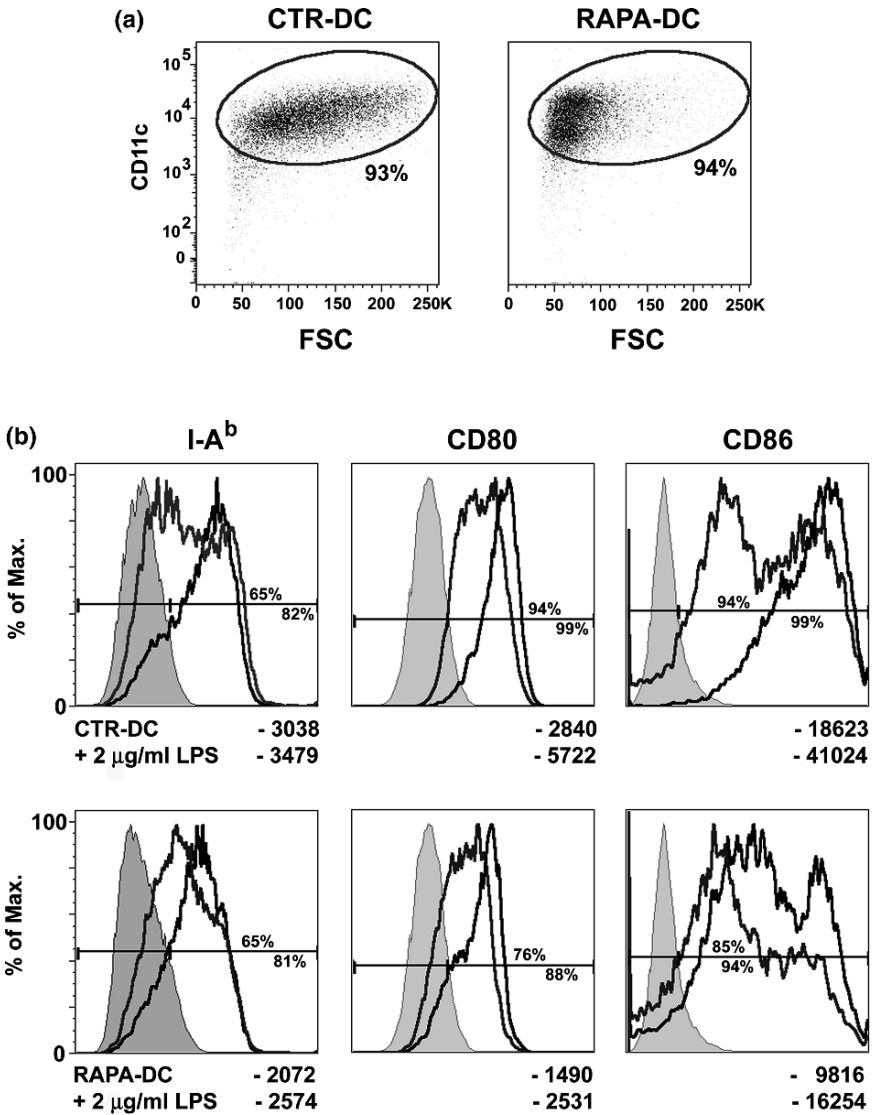 (a) CTR-DC RAPA-DC
CD11c
10^5
10^4
10^3
10^2
0
93%
94%
0 50 100 150 200 250K
0 50 100 150 200 250K
FSC FSC
(b) I-A^b CD80 CD86
% of Max.
100
0
65%
82%
94%
99%
94%
99%
CTR-DC - 3038 - 2840 - 18623
+ 2 μg/ml LPS - 3479 - 5722 - 41024
% of Max.
100
0
65%
81%
76%
88%
85%
94%
RAPA-DC - 2072 - 1490 - 9816
+ 2 μg/ml LPS - 2574 - 2531 - 16254